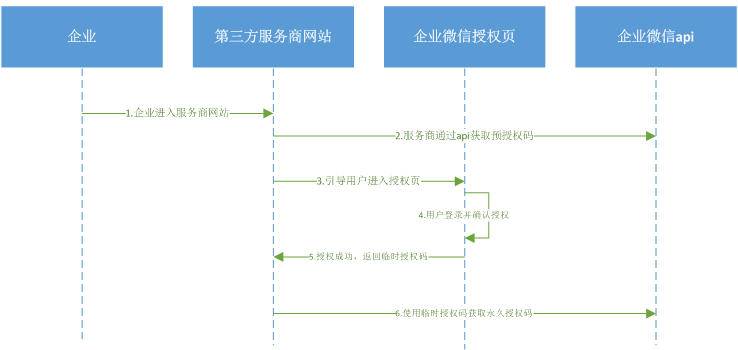 企业
第三方服务商网站
企业微信授权页
企业微信api
1.企业进入服务商网站
2.服务商通过api获取预授权码
3.引导用户进入授权页
4.用户登录并确认授权
5.授权成功，返回临时授权码
6.使用临时授权码获取永久授权码